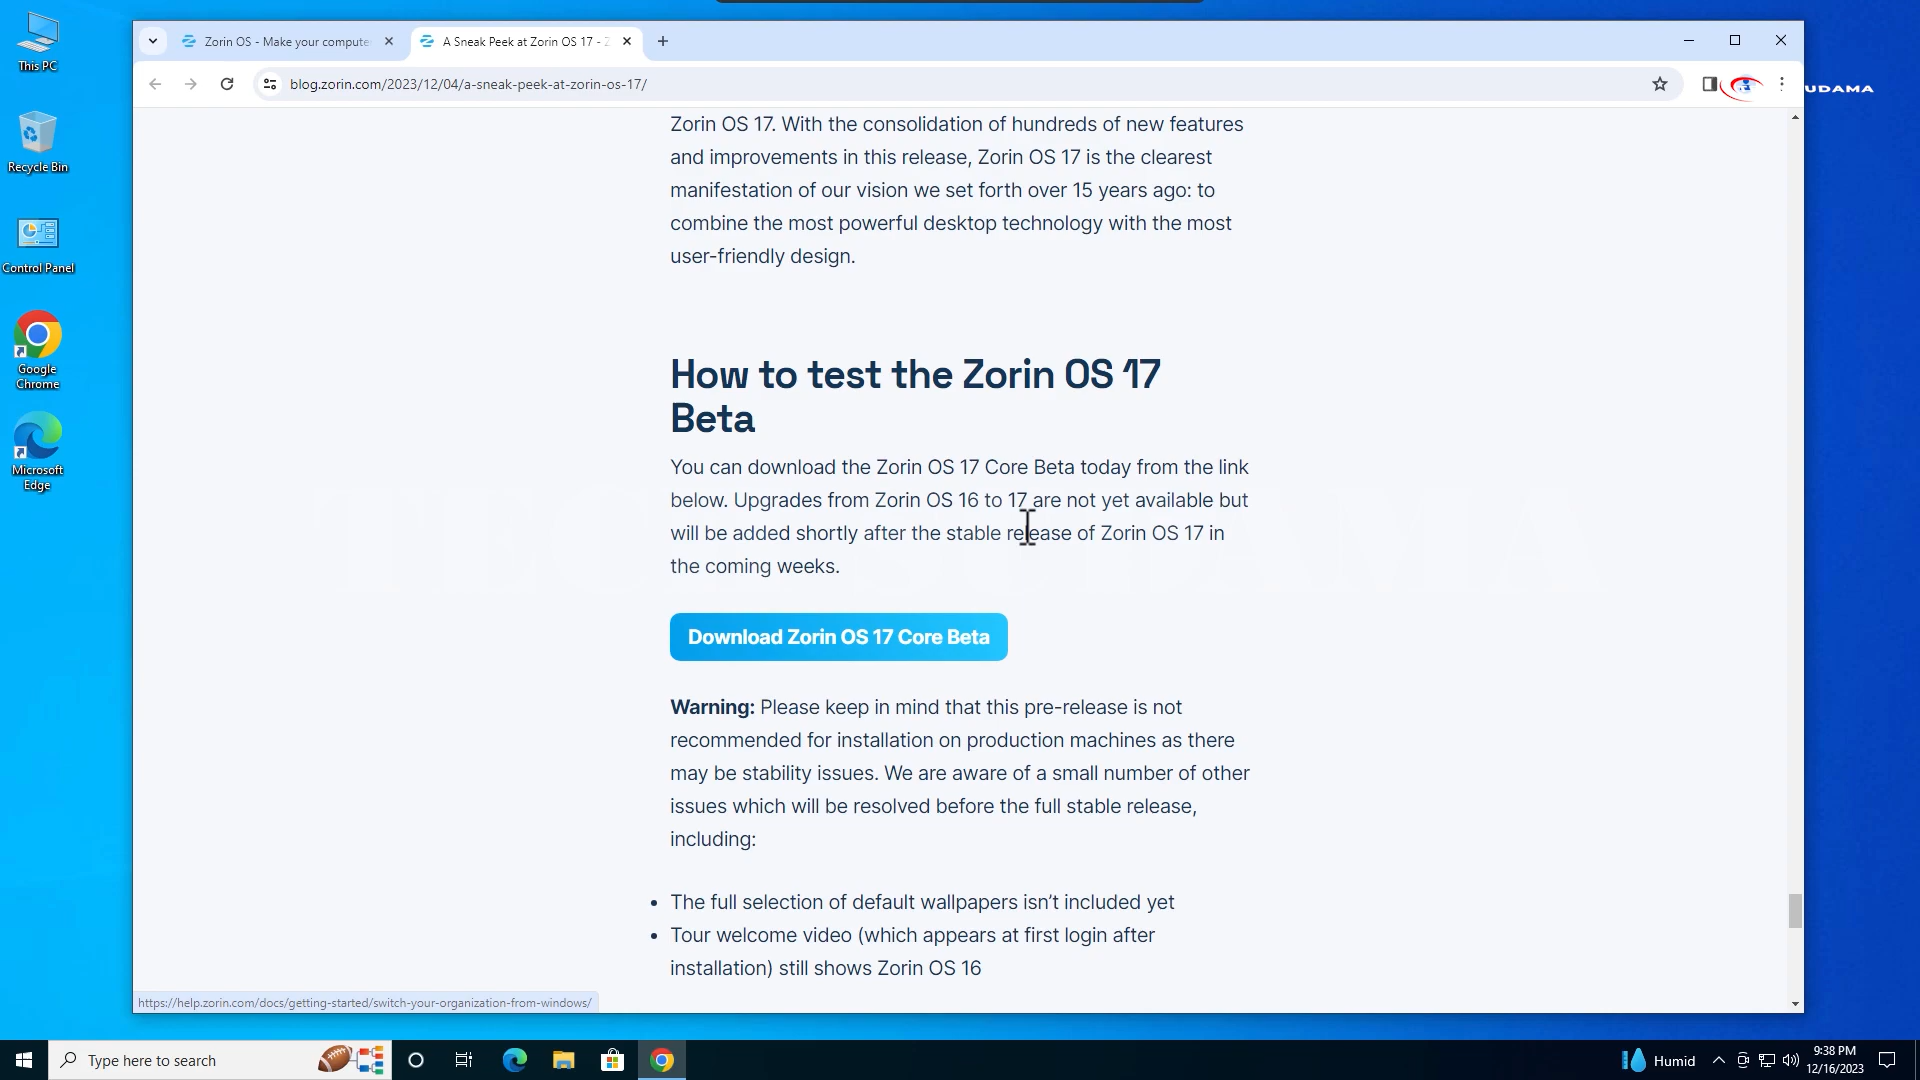 This PC
Recycle Bin
Control Panel
Google
Chrome
Microsoft
Edge
Zorin OS - Make your compute
A Sneak Peek at Zorin OS 17 - Z
blog.zorin.com/2023/12/04/a-sneak-peek-at-zorin-os-17/
UDAMA
Zorin OS 17. With the consolidation of hundreds of new features
and improvements in this release, Zorin OS 17 is the clearest
manifestation of our vision we set forth over 15 years ago: to
combine the most powerful desktop technology with the most
user-friendly design.
How to test the Zorin OS 17
Beta
You can download the Zorin OS 17 Core Beta today from the link
below. Upgrades from Zorin OS 16 to 17 are not yet available but
will be added shortly after the stable release of Zorin OS 17 in
the coming weeks.
Download Zorin OS 17 Core Beta
Warning: Please keep in mind that this pre-release is not
recommended for installation on production machines as there
may be stability issues. We are aware of a small number of other
issues which will be resolved before the full stable release,
including:
• The full selection of default wallpapers isn’t included yet
• Tour welcome video (which appears at first login after
installation) still shows Zorin OS 16
https://help.zorin.com/docs/getting-started/switch-your-organization-from-windows/
Type here to search
Humid
9:38 PM
12/16/2023